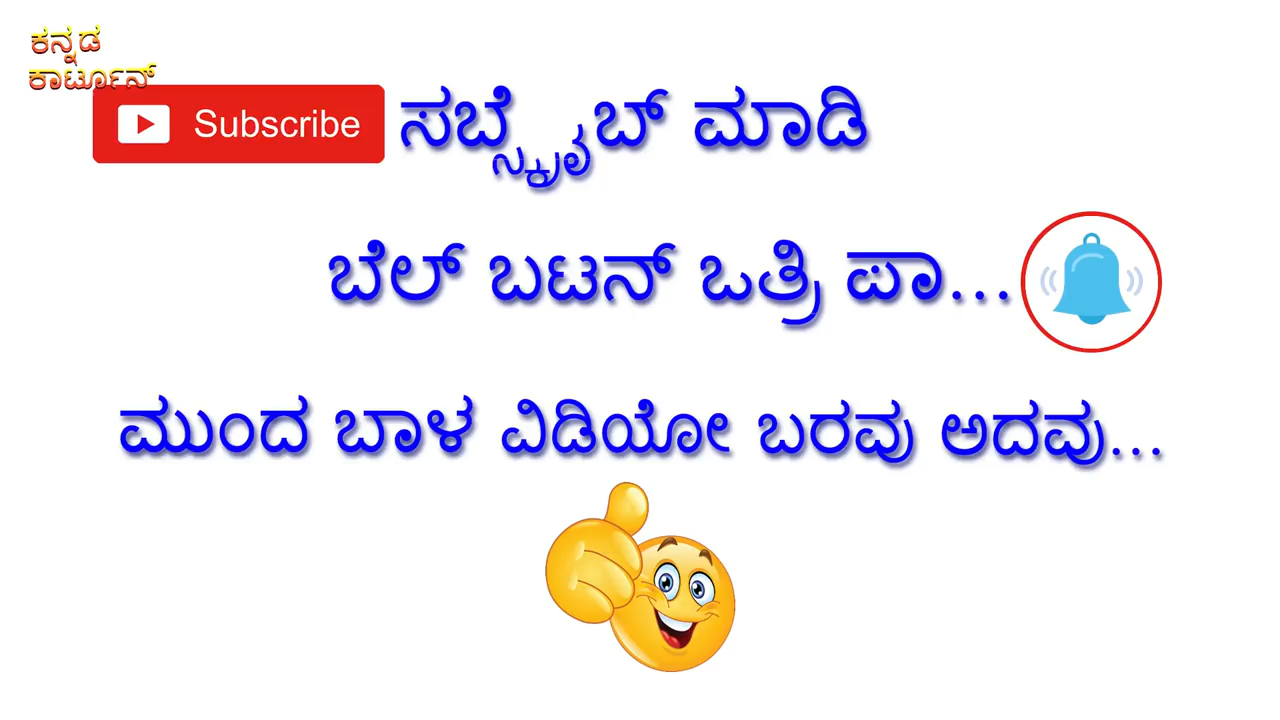 ಕನ್ನಡ
ಕಾರ್ಟೂನ್
Subscribe ಸಬ್ಸ್ಕ್ರೈಬ್ ಮಾಡಿ
ಬೆಲ್ ಬಟನ್ ಒತ್ರಿ ಪಾ...
ಮುಂದ ಬಾಳ ವಿಡಿಯೋ ಬರವು ಅದವು...